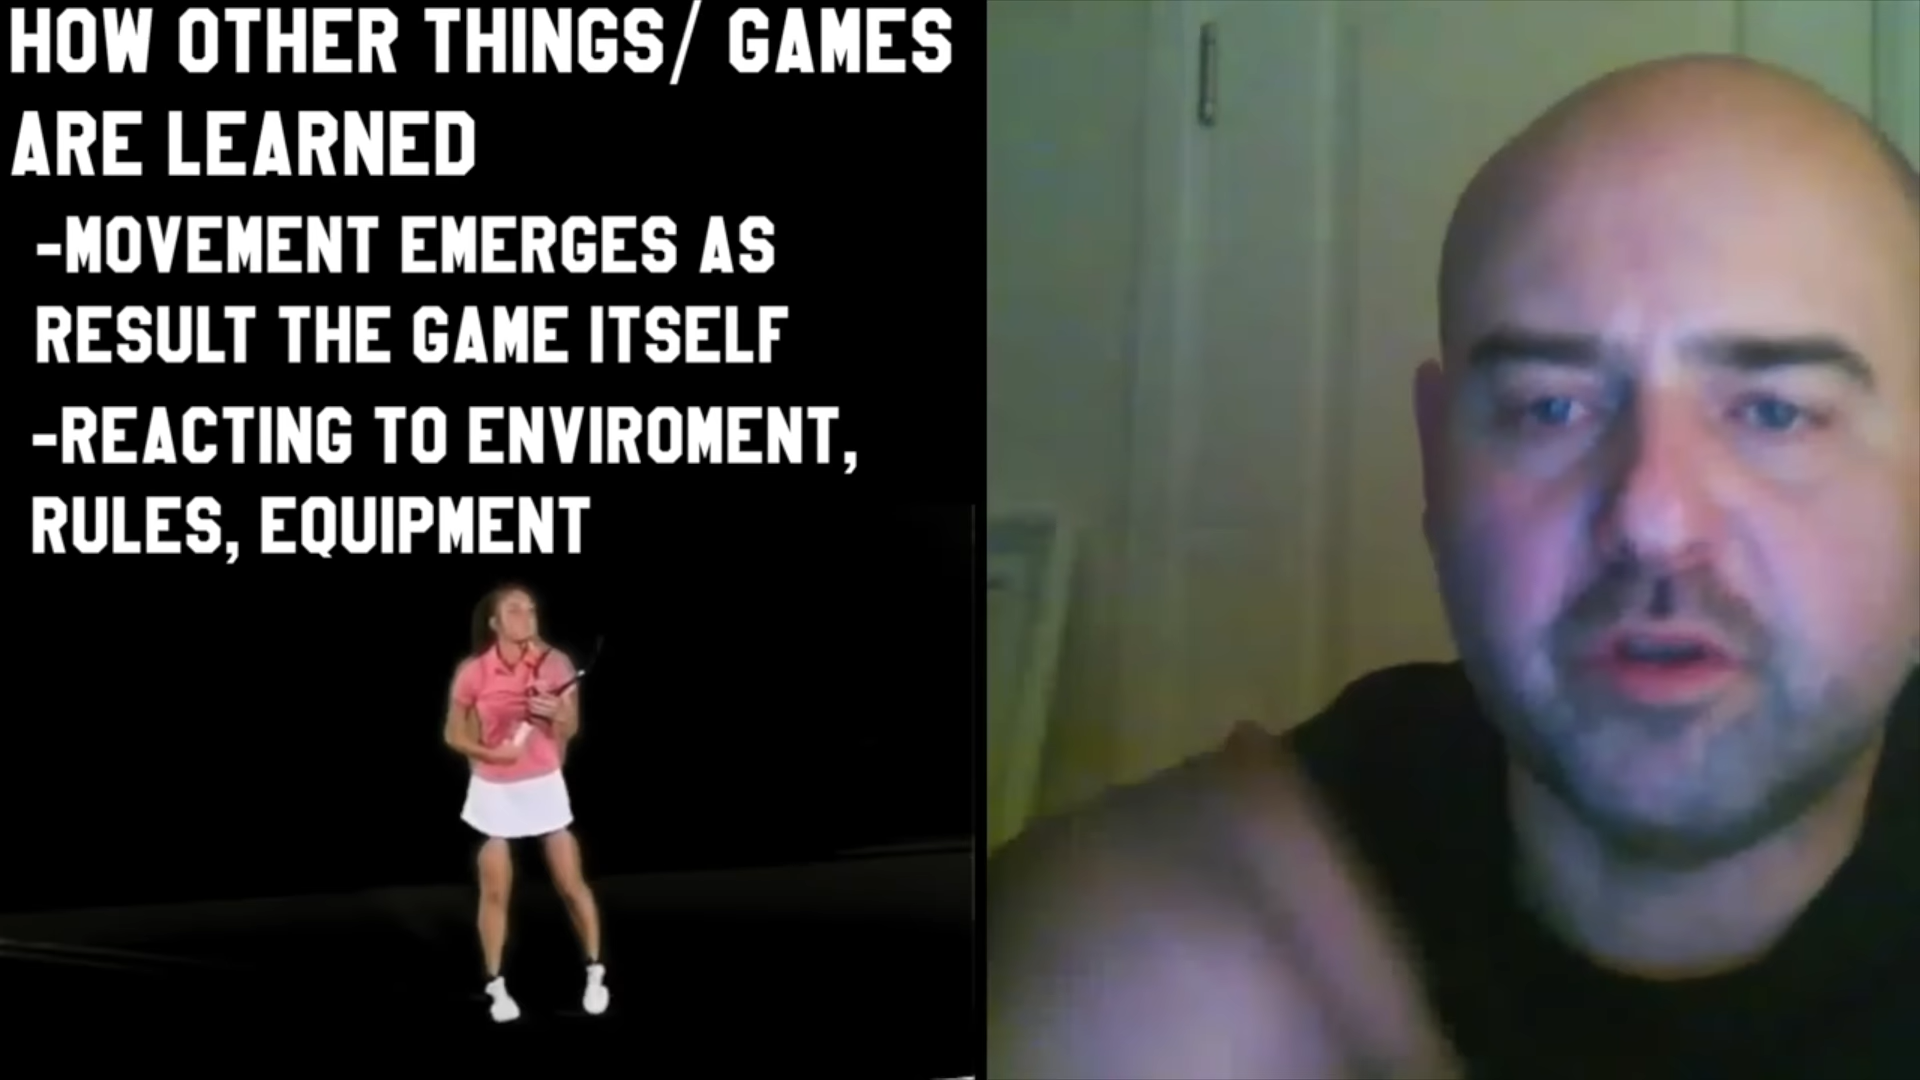 HOW OTHER THINGS/ GAMES
ARE LEARNED
-MOVEMENT EMERGES AS
RESULT THE GAME ITSELF
-REACTING TO ENVIROMENT,
RULES, EQUIPMENT